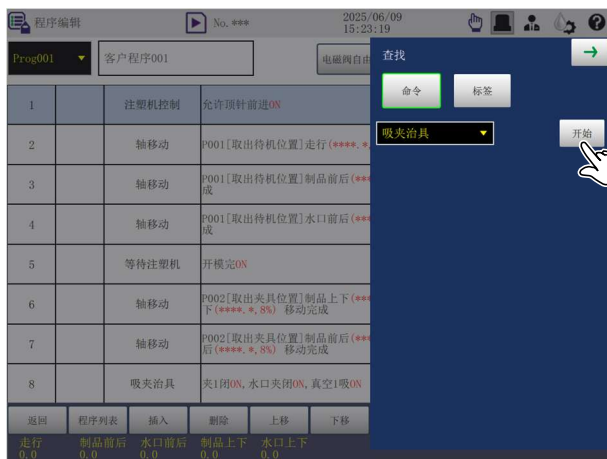 程序编辑
No. ***
2025/06/09
15:23:19
Prog001
客户程序001
电磁阀自由
查找
命令
标签
吸夹治具
开始
1 注塑机控制 允许顶针前进ON
2 轴移动 P001[取出待机位置]走行(****.*,
3 轴移动 P001[取出待机位置]制品前后(***
成
4 轴移动 P001[取出待机位置]水口前后(***
成
5 等待注塑机 开模完ON
6 轴移动 P002[取出夹具位置]制品上下(***
下(****.*,8%) 移动完成
7 轴移动 P002[取出夹具位置]制品前后(***
后(****.*,8%) 移动完成
8 吸夹治具 夹1闭ON,水口夹闭ON,真空1吸ON
返回 程序列表 插入 删除 上移 下移
走行 制品前后 水口前后 制品上下 水口上下
0.0 0.0 0.0 0.0 0.0